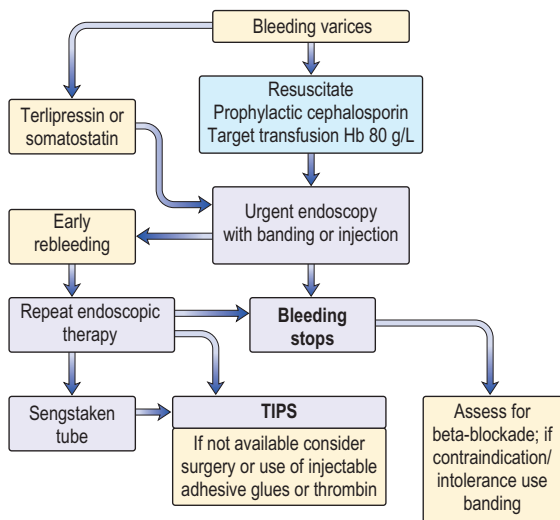 Bleeding varices
Resuscitate
Prophylactic cephalosporin
Target transfusion Hb 80 g/L
Terlipressin or
somatostatin
Urgent endoscopy
with banding or injection
Early
rebleeding
Repeat endoscopic
therapy
Bleeding
stops
Sengstaken
tube
TIPS
If not available consider
surgery or use of injectable
adhesive glues or thrombin
Assess for
beta-blockade; if
contraindication/
intolerance use
banding